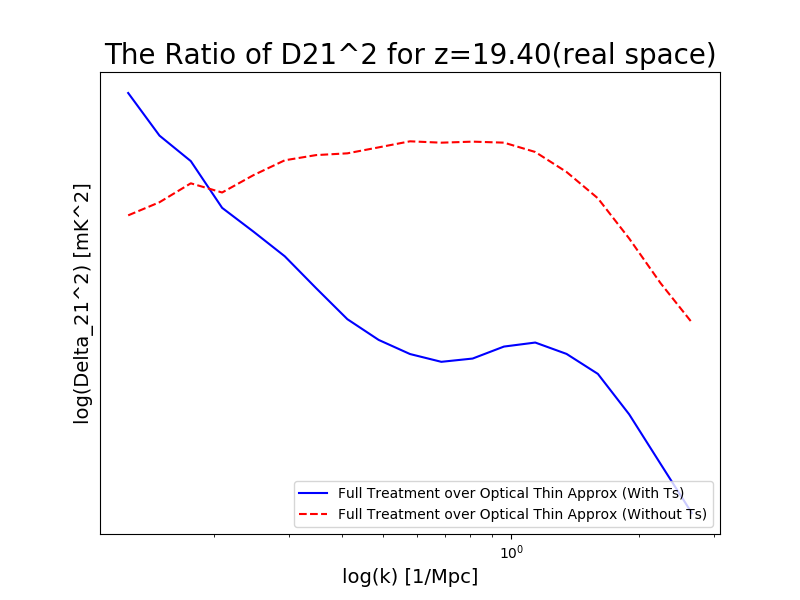 The Ratio of D21^2 for z=19.40(real space)
log(Delta_21^2) [mK^2]
Full Treatment over Optical Thin Approx (With Ts)
Full Treatment over Optical Thin Approx (Without Ts)
10^0
log(k) [1/Mpc]